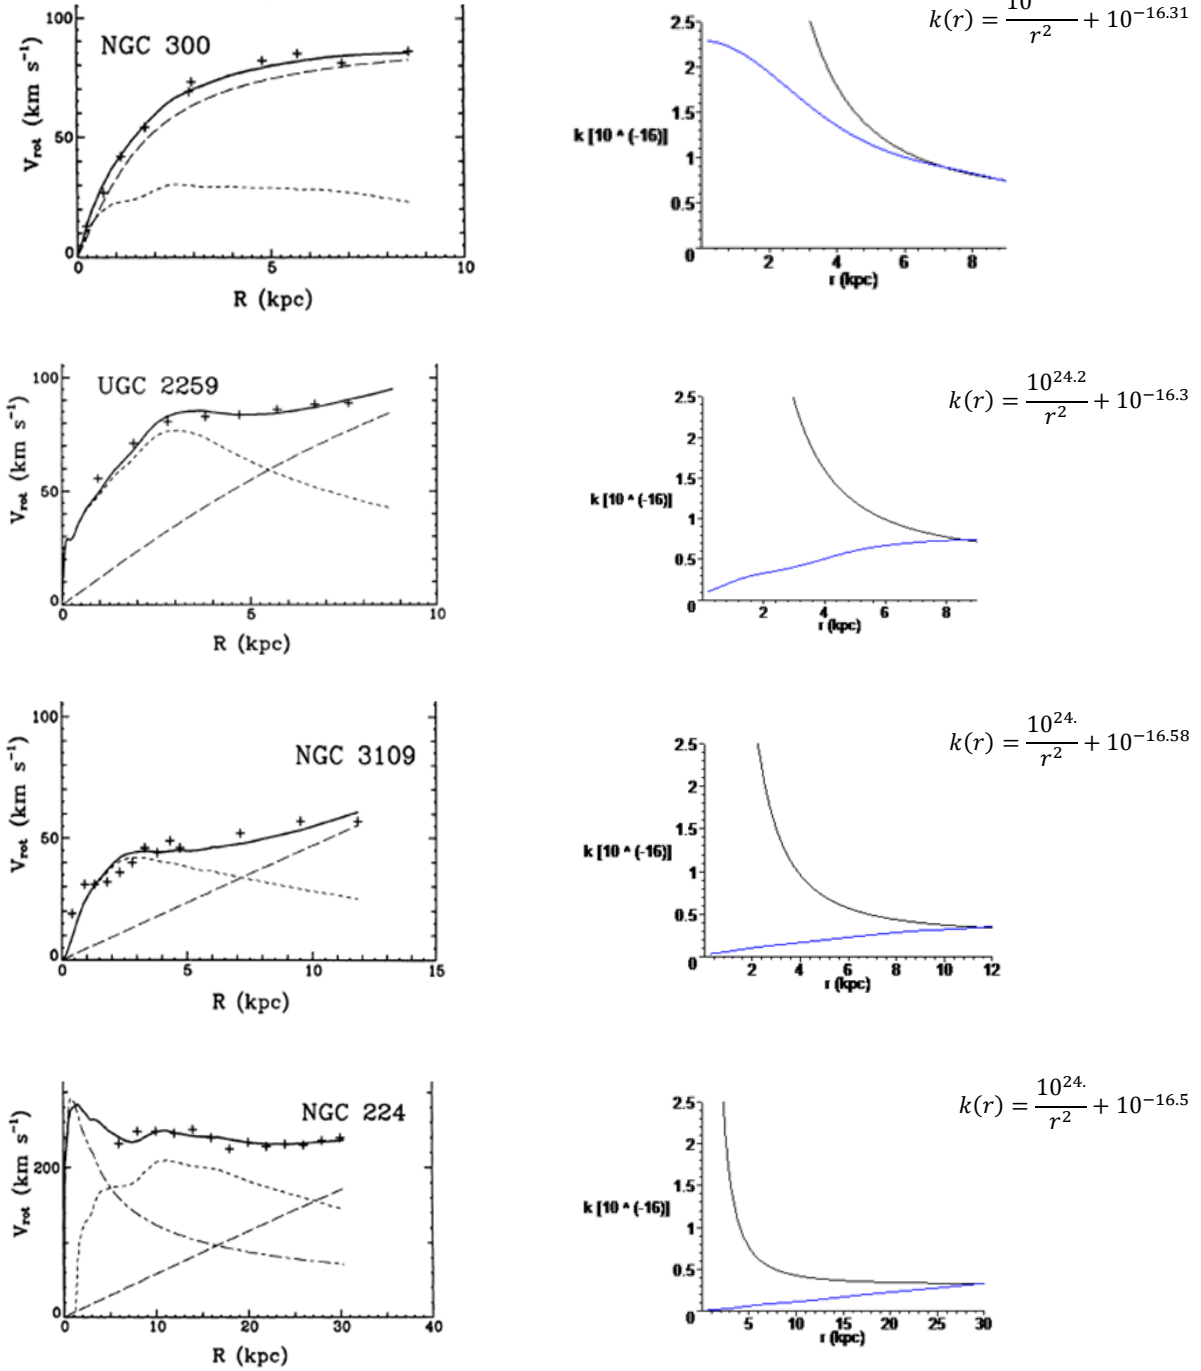 NGC 300
V_rot (km s⁻¹)
100
50
0
0 5 10
R (kpc)
k(r) = 10 / r² + 10^−16.31
k [10 ^ (-16)]
2.5
2
1.5
1
0.5
0
2 4 6 8
r (kpc)
UGC 2259
V_rot (km s⁻¹)
100
50
0
0 5 10
R (kpc)
k(r) = 10^24.2 / r² + 10^−16.3
k [10 ^ (-16)]
2.5
2
1.5
1
0.5
0
2 4 6 8
r (kpc)
NGC 3109
V_rot (km s⁻¹)
100
50
0
0 5 10 15
R (kpc)
k(r) = 10^24. / r² + 10^−16.58
k [10 ^ (-16)]
2.5
2
1.5
1
0.5
0
2 4 6 8 10 12
r (kpc)
NGC 224
V_rot (km s⁻¹)
200
0
0 10 20 30 40
R (kpc)
k(r) = 10^24. / r² + 10^−16.5
k [10 ^ (-16)]
2.5
2
1.5
1
0.5
0
5 10 15 20 25 30
r (kpc)